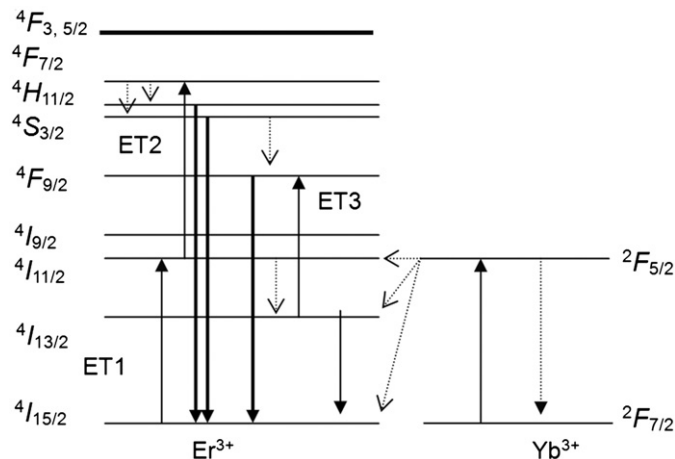 ⁴F₃, ₅/₂
⁴F₇/₂
⁴H₁₁/₂
⁴S₃/₂
ET2
⁴F₉/₂
ET3
⁴I₉/₂
⁴I₁₁/₂
²F₅/₂
⁴I₁₃/₂
ET1
⁴I₁₅/₂
²F₇/₂
Er³⁺
Yb³⁺